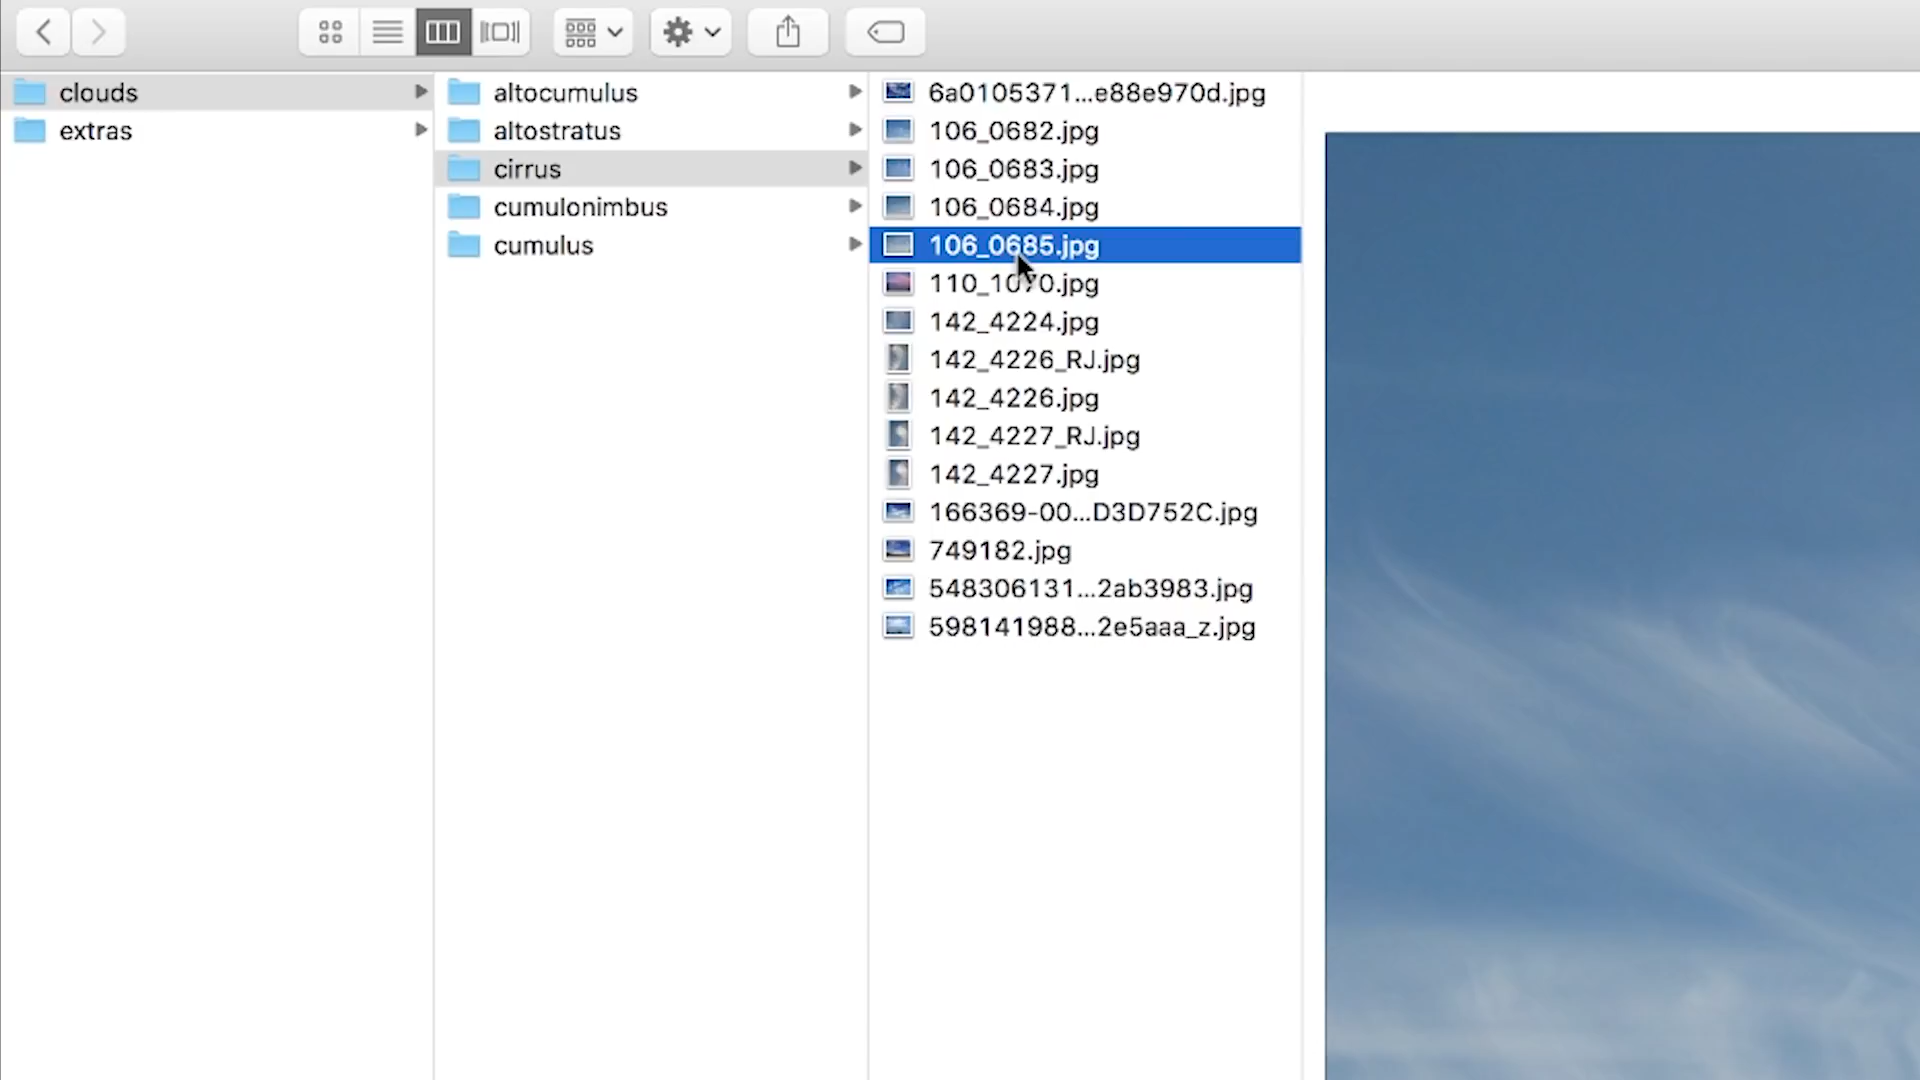 clouds
extras
altocumulus
altostratus
cirrus
cumulonimbus
cumulus
6a0105371...e88e970d.jpg
106_0682.jpg
106_0683.jpg
106_0684.jpg
106_0685.jpg
110_1070.jpg
142_4224.jpg
142_4226_RJ.jpg
142_4226.jpg
142_4227_RJ.jpg
142_4227.jpg
166369-00...D3D752C.jpg
749182.jpg
548306131...2ab3983.jpg
598141988...2e5aaa_z.jpg